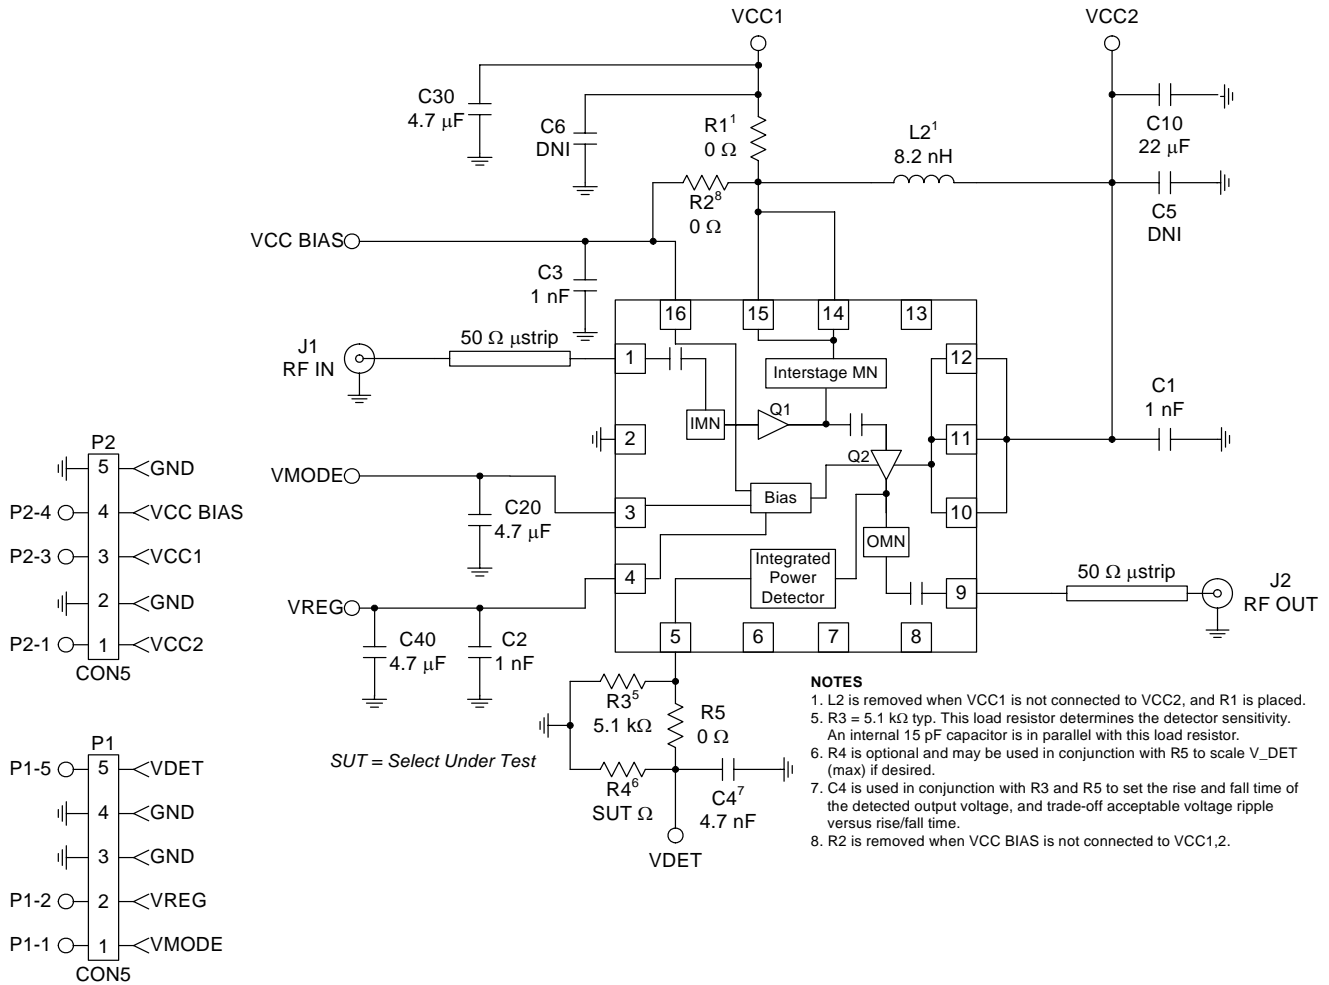 VCC1
VCC2
C30
4.7 μF
C6
DNI
R1¹
0 Ω
L2¹
8.2 nH
C10
22 μF
R2⁸
0 Ω
C5
DNI
VCC BIAS
C3
1 nF
16
15
14
13
J1
RF IN
50 Ω μstrip
1
12
Interstage MN
C1
1 nF
IMN
Q1
2
11
Q2
VMODE
C20
4.7 μF
3
Bias
10
OMN
4
Integrated
Power
Detector
9
50 Ω μstrip
J2
RF OUT
VREG
C40
4.7 μF
C2
1 nF
5
6
7
8
R3⁵
5.1 kΩ
R5
0 Ω
R4⁶
SUT Ω
C4⁷
4.7 nF
VDET
SUT = Select Under Test
P2
5
GND
P2-4
4
VCC BIAS
P2-3
3
VCC1
2
GND
P2-1
1
VCC2
CON5
P1
P1-5
5
VDET
4
GND
3
GND
P1-2
2
VREG
P1-1
1
VMODE
CON5
NOTES
1. L2 is removed when VCC1 is not connected to VCC2, and R1 is placed.
5. R3 = 5.1 kΩ typ. This load resistor determines the detector sensitivity.
An internal 15 pF capacitor is in parallel with this load resistor.
6. R4 is optional and may be used in conjunction with R5 to scale V_DET
(max) if desired.
7. C4 is used in conjunction with R3 and R5 to set the rise and fall time of
the detected output voltage, and trade-off acceptable voltage ripple
versus rise/fall time.
8. R2 is removed when VCC BIAS is not connected to VCC1,2.